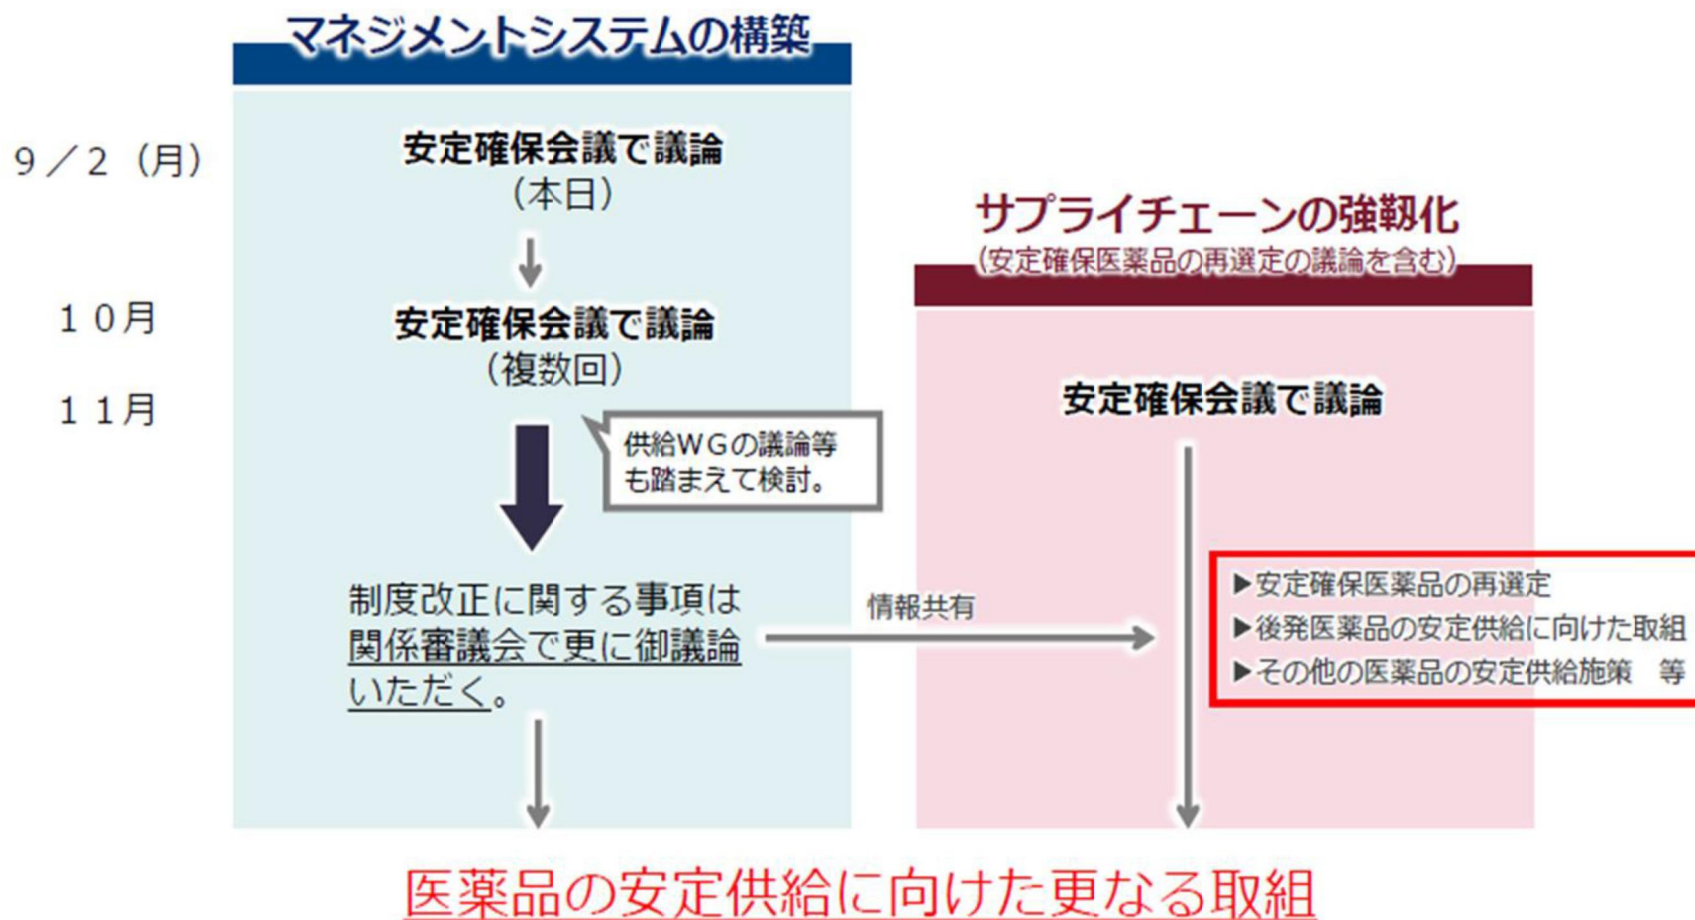 マネジメントシステムの構築
9/2(月)
安定確保会議で議論
(本日)
10月
安定確保会議で議論
(複数回)
11月
供給WGの議論等
も踏まえて検討。
制度改正に関する事項は
関係審議会で更に御議論
いただく。
情報共有
サプライチェーンの強靱化
(安定確保医薬品の再選定の議論を含む)
安定確保会議で議論
▶安定確保医薬品の再選定
▶後発医薬品の安定供給に向けた取組
▶その他の医薬品の安定供給施策 等
医薬品の安定供給に向けた更なる取組